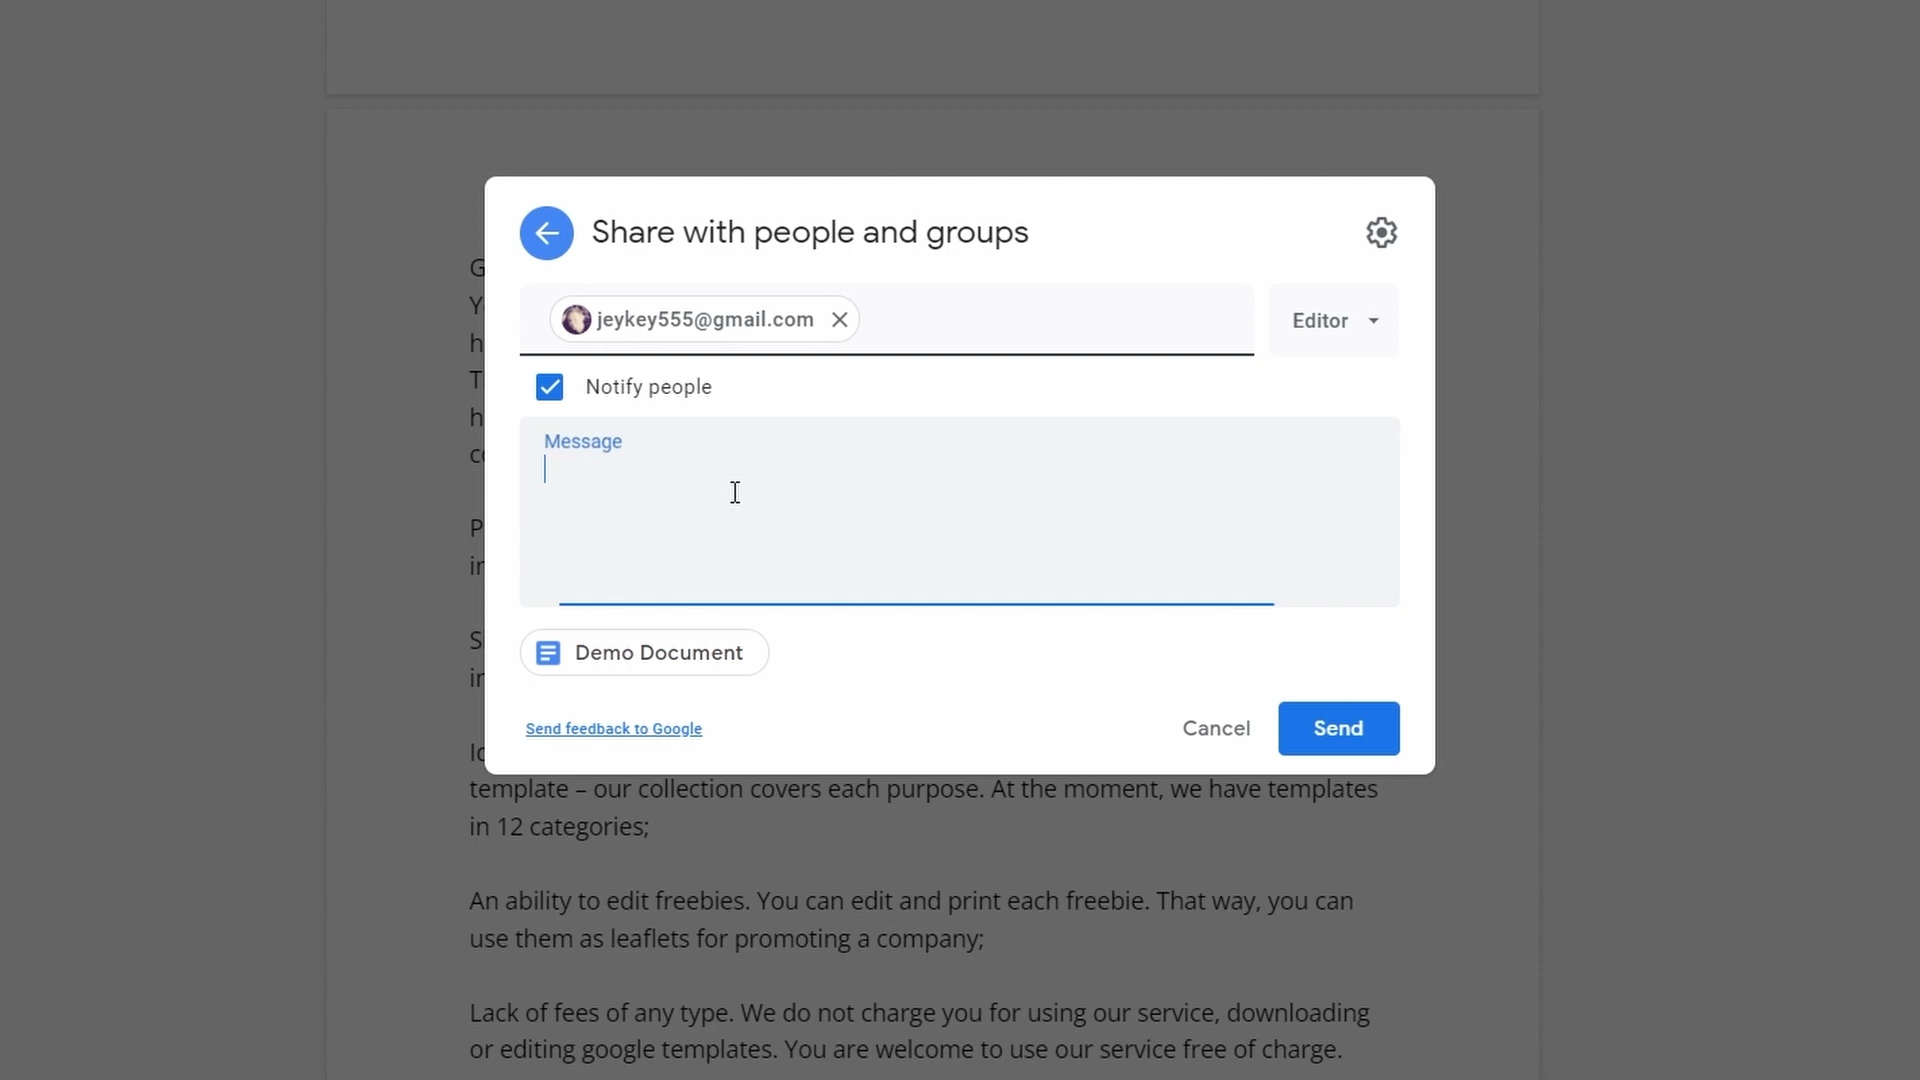 Share with people and groups
jeykey555@gmail.com
Editor
Notify people
Message
Demo Document
Send feedback to Google
Cancel
Send
template – our collection covers each purpose. At the moment, we have templates
in 12 categories;
An ability to edit freebies. You can edit and print each freebie. That way, you can
use them as leaflets for promoting a company;
Lack of fees of any type. We do not charge you for using our service, downloading
or editing google templates. You are welcome to use our service free of charge.